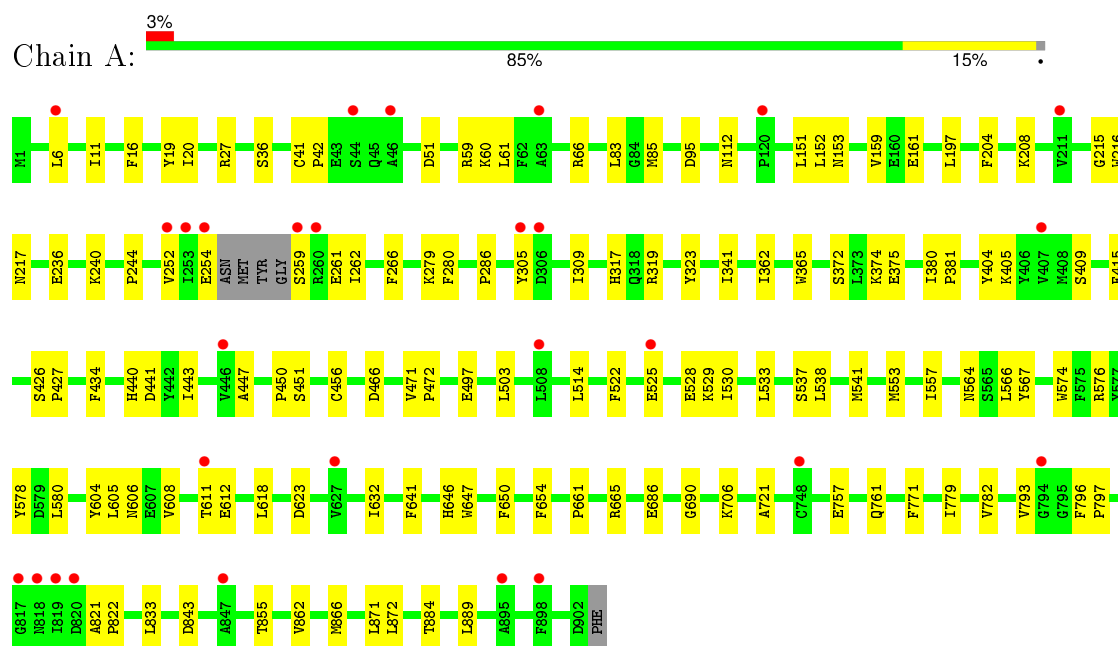 3%
Chain A:
85% 15%
M1 L6 I11 F16 Y19 I20 R27 S36 C41 P42 E43 S44 Q45 A46 D51 R59 K60 L61 F62 A63 R66 L83 G84 M85 D95 N112 P120 L151 L152 N153 V159 E160 E161 L197 F204 K208 V211 G215 W216
N217 E236 K240 P244 V252 I253 E254 ASN MET TYR GLY S259 R260 E261 I262 F266 K279 F280 P286 Y305 D306 I309 H317 Q318 R319 Y323 I341 I362 W365 S372 L373 K374 E375 I380 P381 Y404 K405 Y406 V407 M408 S409
S426 P427 F434 H440 D441 Y442 I443 V446 A447 P450 S451 C456 D466 V471 P472 E497 L503 L508 L514 F522 E525 E528 K529 I530 L533 S537 L538 M541 M553 I557 N564 S565 L566 Y567 W574 F575 R576 Y577
Y578 D579 L580 Y604 L605 N606 E607 V608 T611 E612 L618 D623 V627 I632 F641 H646 W647 F650 F654 P661 R665 E686 G690 K706 A721 C748 E757 Q761 F771 I779 V782 V793 G794 G795 F796 P797
G817 N818 I819 D820 A821 P822 L833 D843 A847 T855 V862 M866 L871 L872 T884 L889 A895 F898 D902 PHE